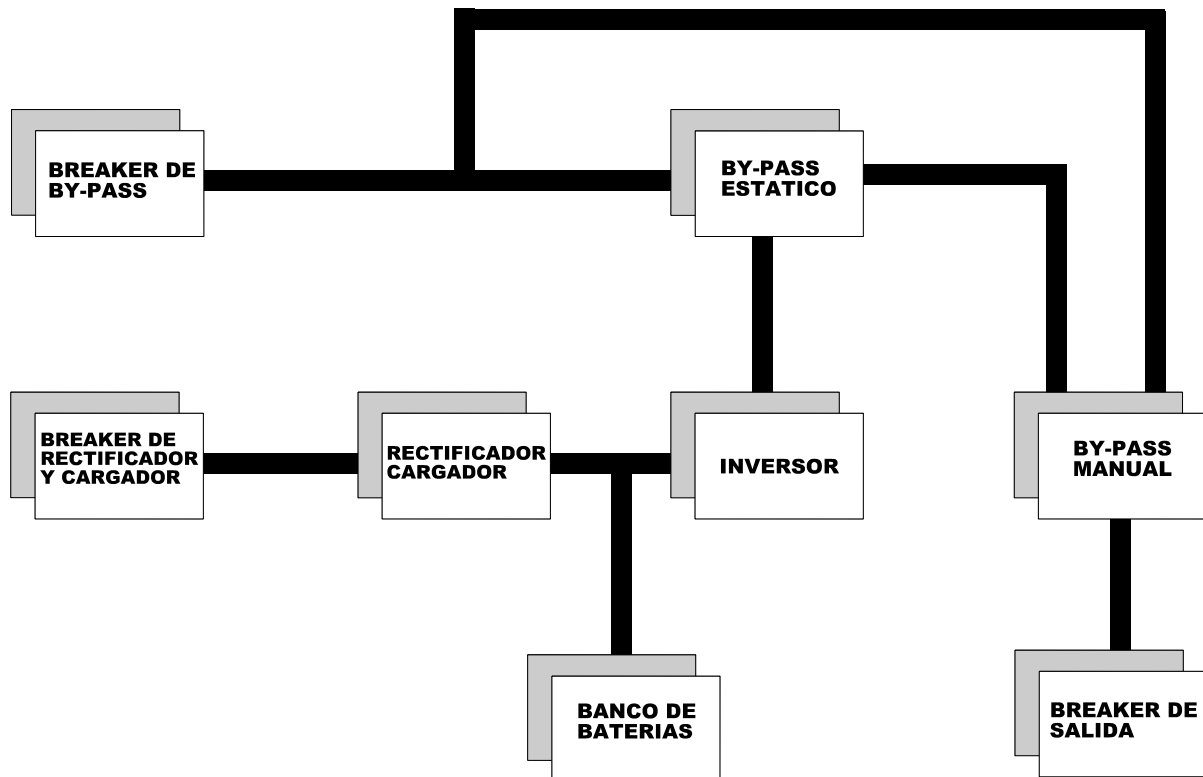 BREAKER DE
BY-PASS
BY-PASS
ESTATICO
BREAKER DE
RECTIFICADOR
Y CARGADOR
RECTIFICADOR
CARGADOR
INVERSOR
BY-PASS
MANUAL
BANCO DE
BATERIAS
BREAKER DE
SALIDA